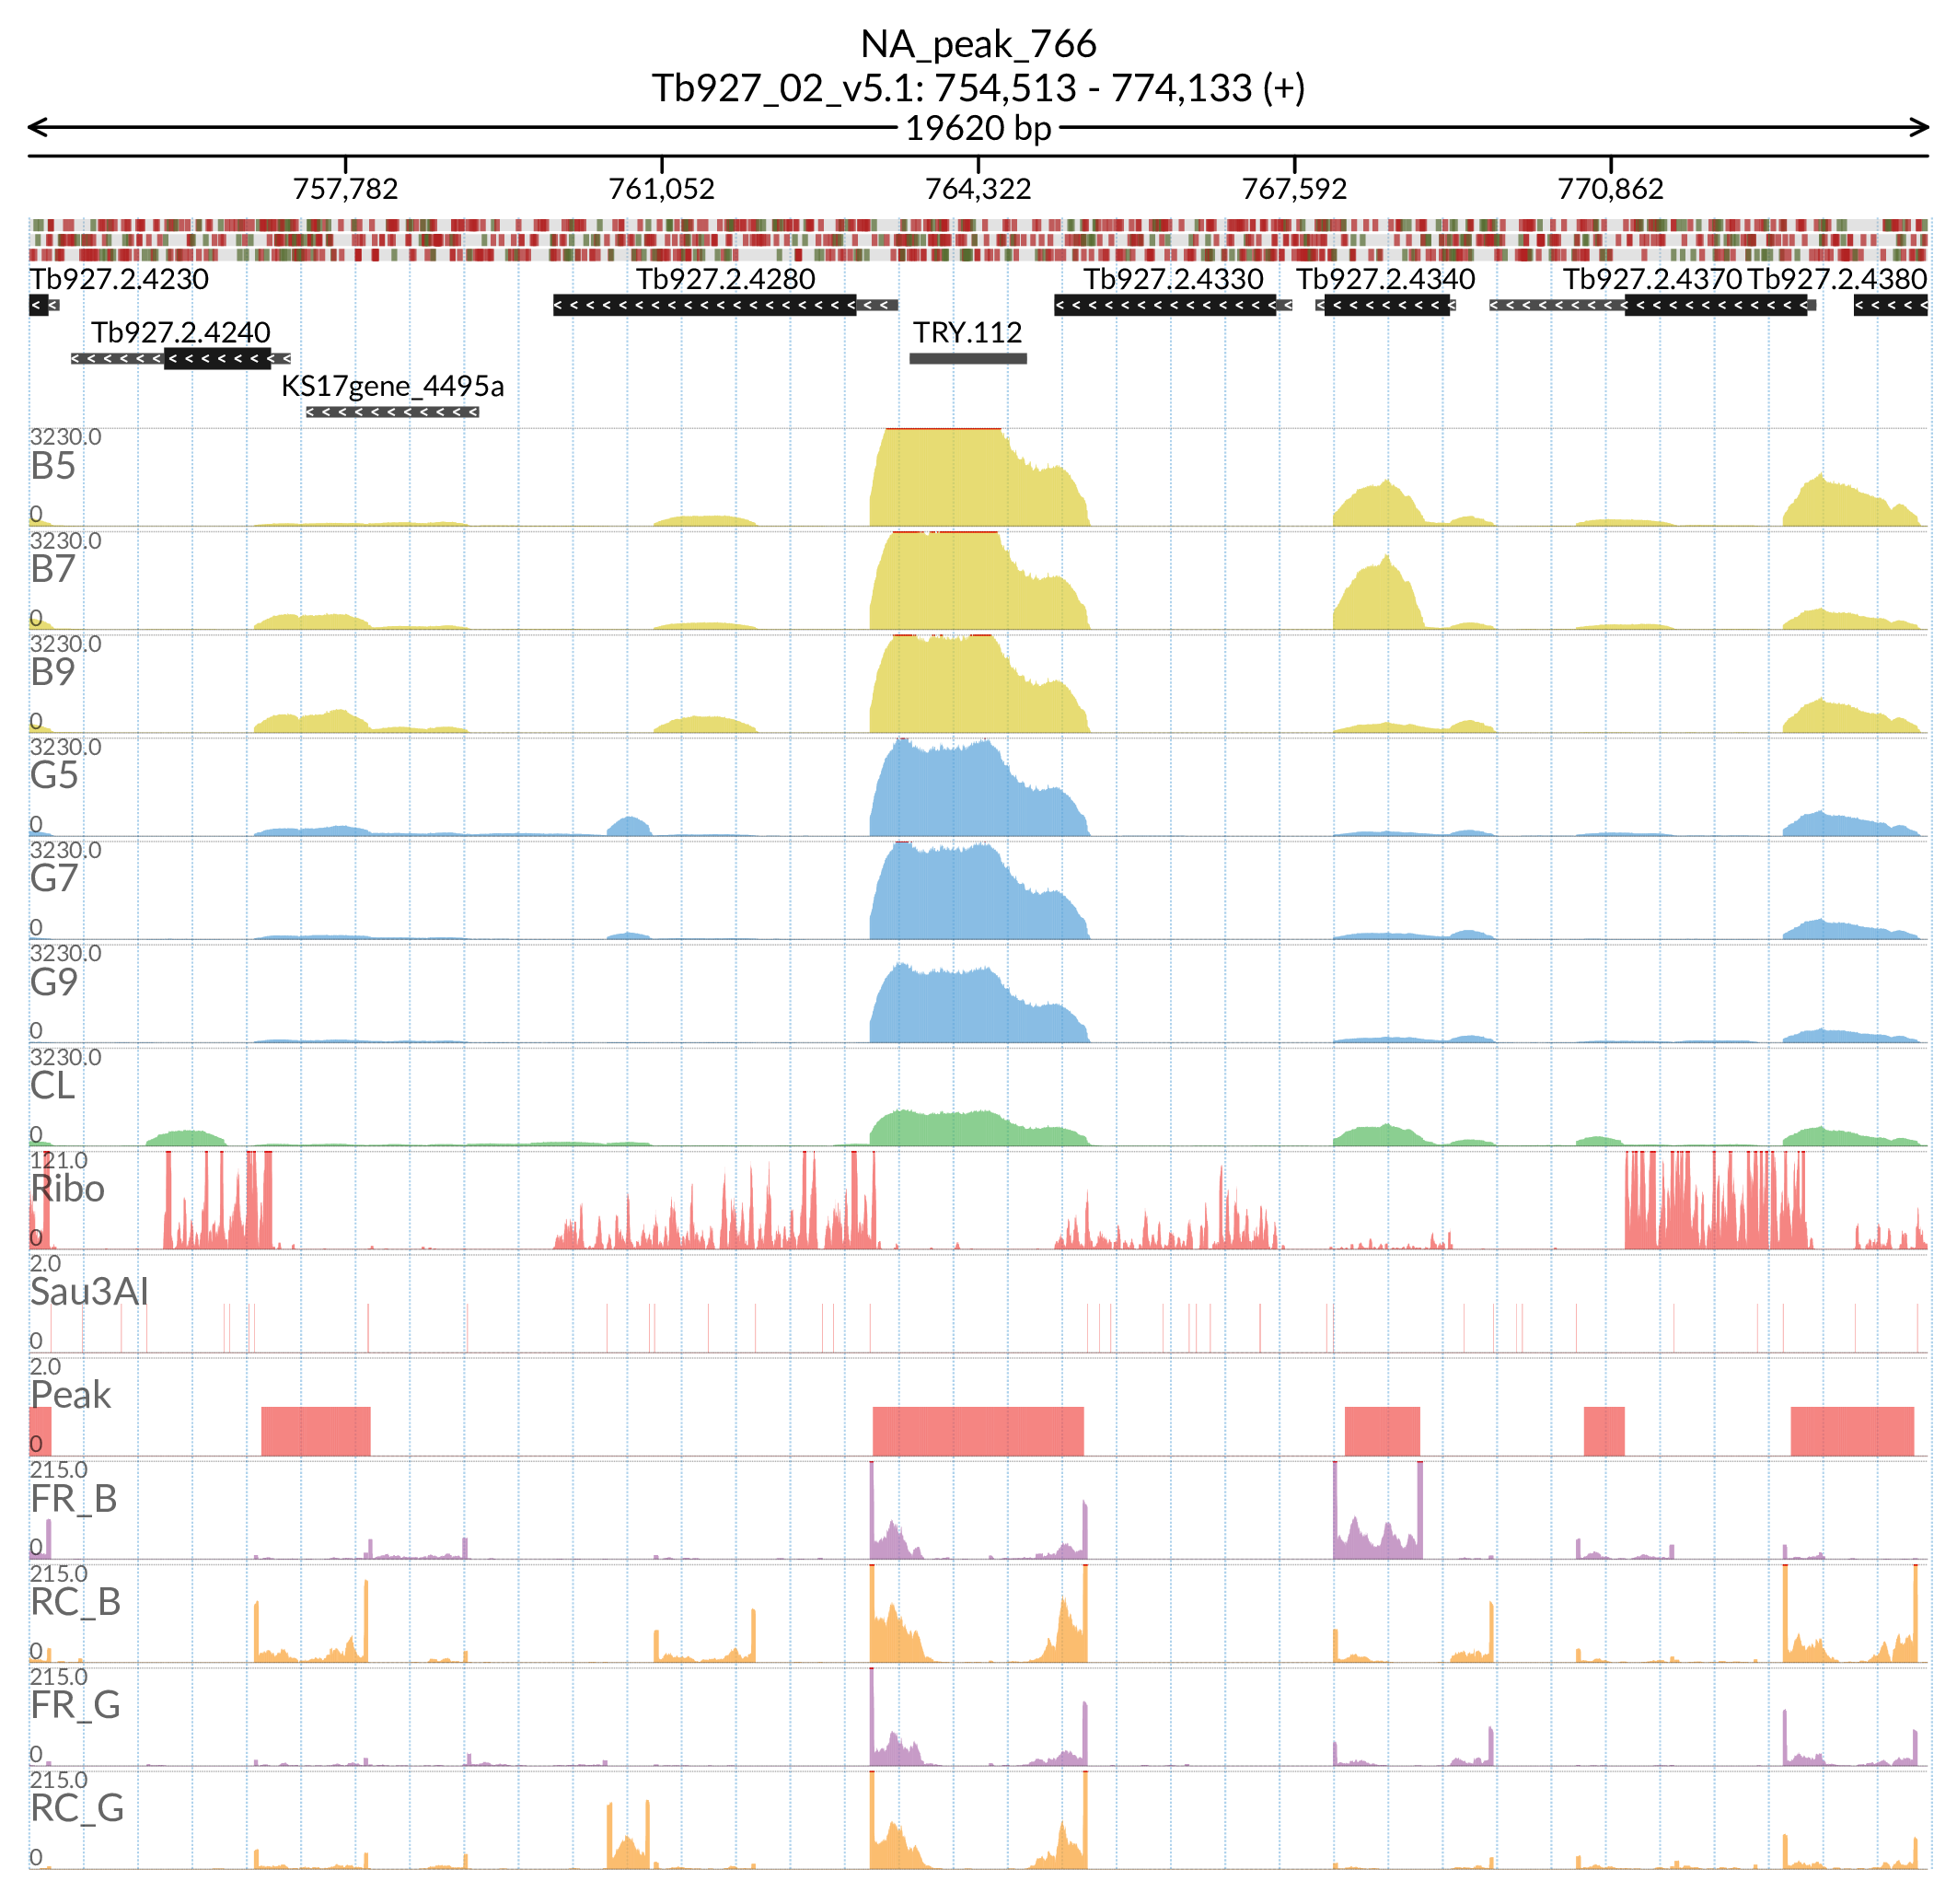 NA_peak_766
Tb927_02_v5.1: 754,513 - 774,133 (+)
19620 bp
757,782 761,052 764,322 767,592 770,862
Tb927.2.4230 Tb927.2.4280 Tb927.2.4330 Tb927.2.4340 Tb927.2.4370 Tb927.2.4380
Tb927.2.4240 TRY.112
KS17gene_4495a
3230.0
B5
0
3230.0
B7
0
3230.0
B9
0
3230.0
G5
0
3230.0
G7
0
3230.0
G9
0
3230.0
CL
0
121.0
Ribo
0
2.0
Sau3AI
0
2.0
Peak
0
215.0
FR_B
0
215.0
RC_B
0
215.0
FR_G
0
215.0
RC_G
0